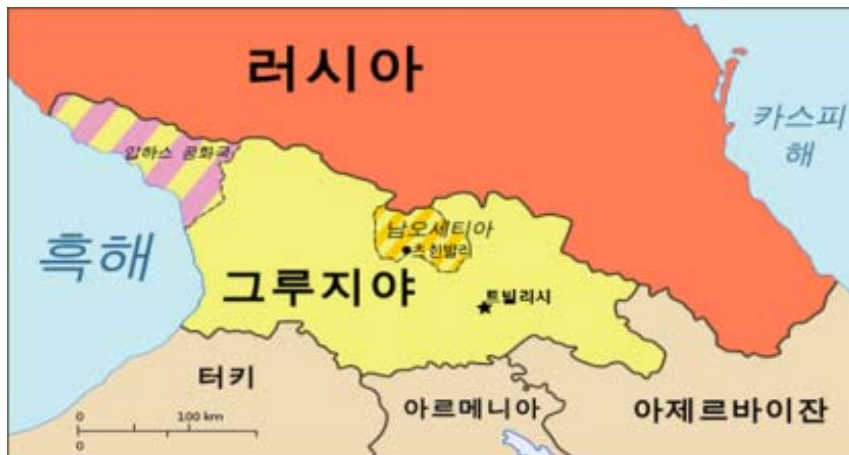 러시아
카스피
해
압하스 공화국
남오세티아
츠힌발리
흑해
그루지야
트빌리시
터키
아르메니아
아제르바이잔
0 100 km
0